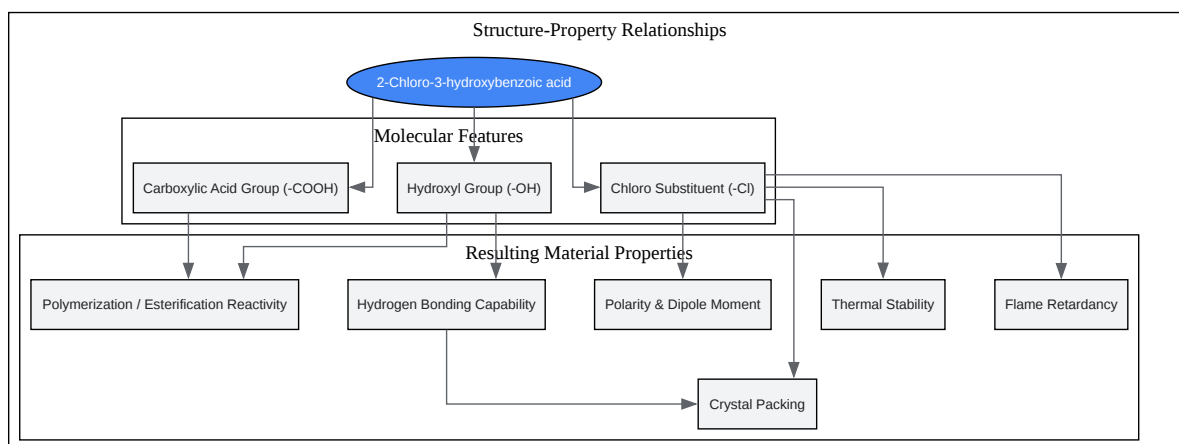 Structure-Property Relationships
2-Chloro-3-hydroxybenzoic acid
Molecular Features
Carboxylic Acid Group (-COOH)
Hydroxyl Group (-OH)
Chloro Substituent (-Cl)
Resulting Material Properties
Polymerization / Esterification Reactivity
Hydrogen Bonding Capability
Polarity & Dipole Moment
Thermal Stability
Flame Retardancy
Crystal Packing